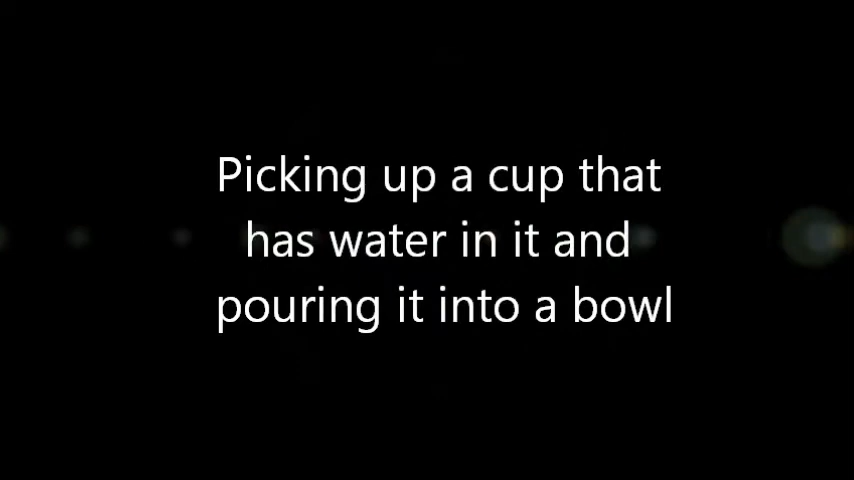 Picking up a cup that
has water in it and
pouring it into a bowl